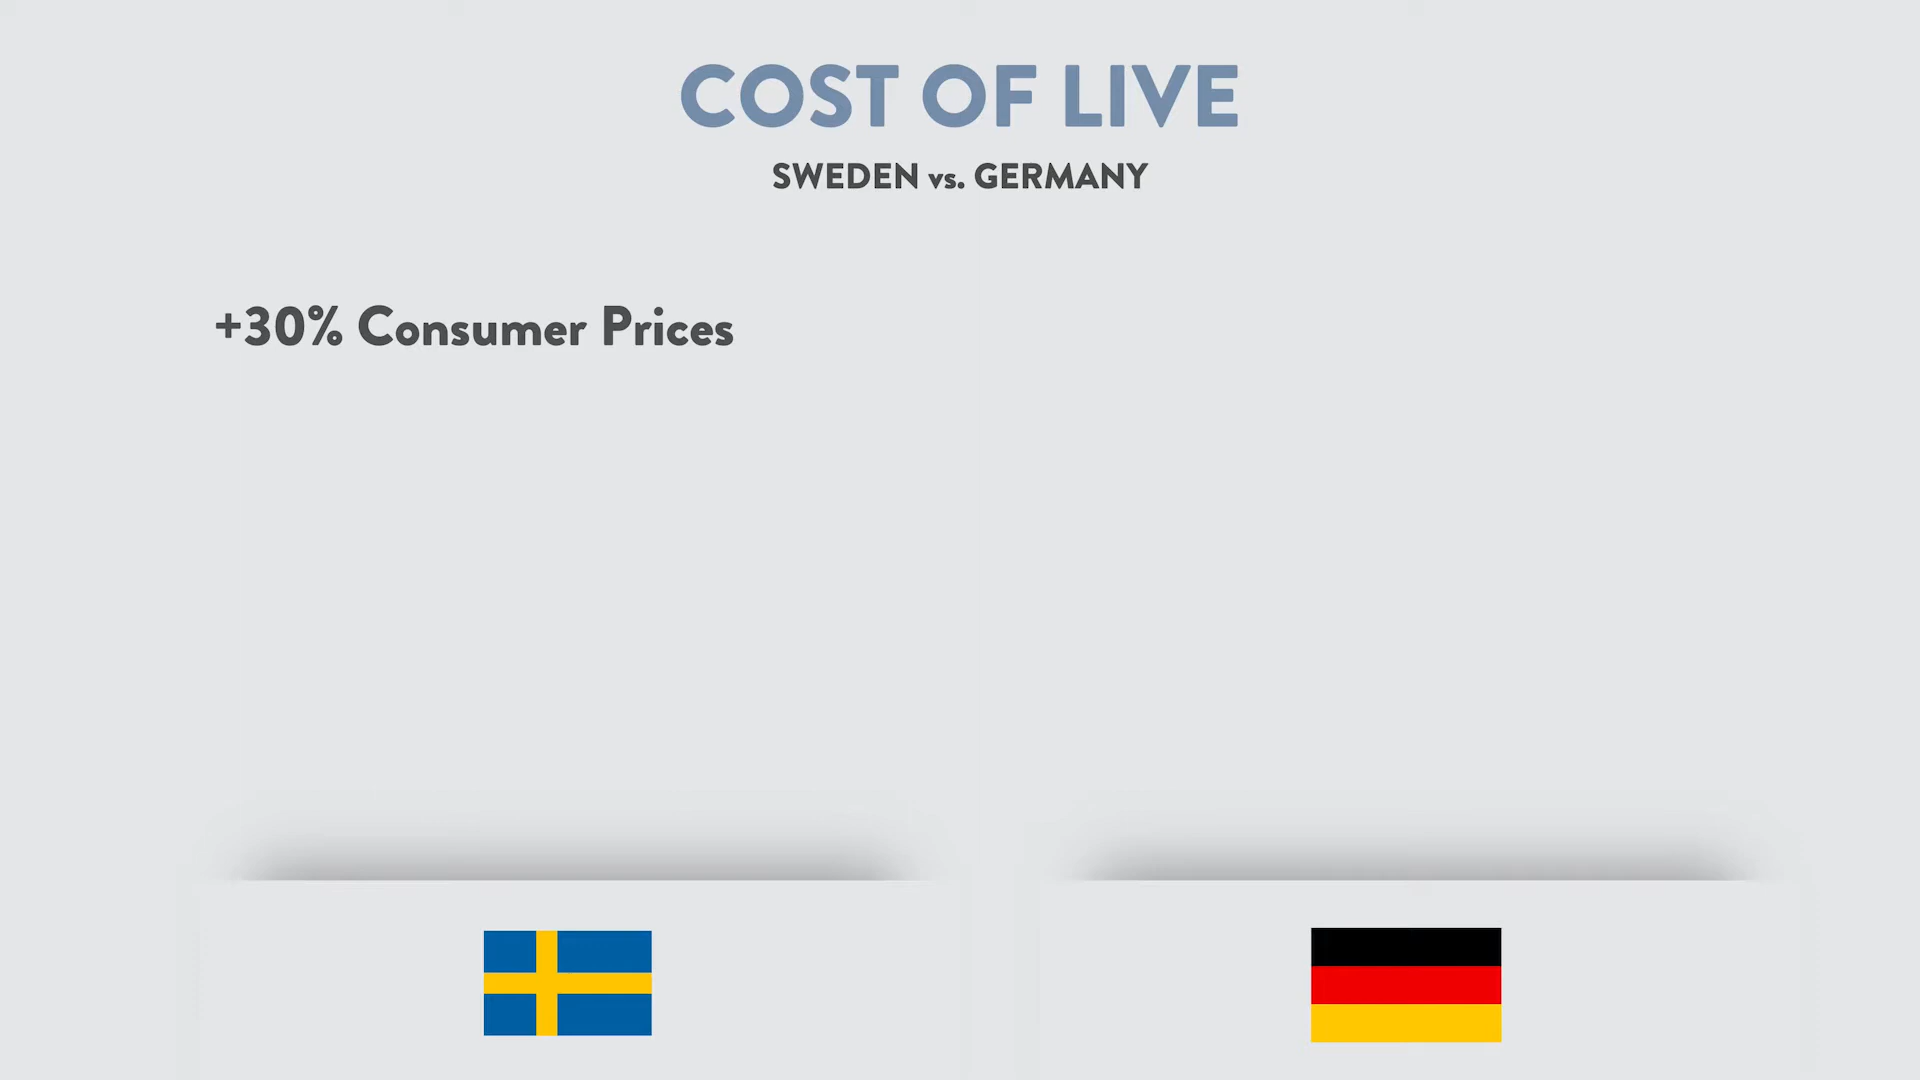 COST OF LIVE
SWEDEN vs. GERMANY
+30% Consumer Prices